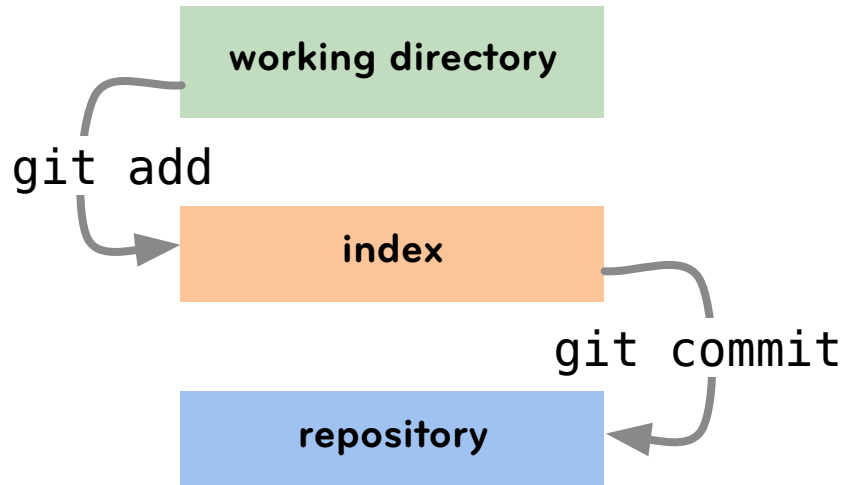 working directory
git add
index
git commit
repository